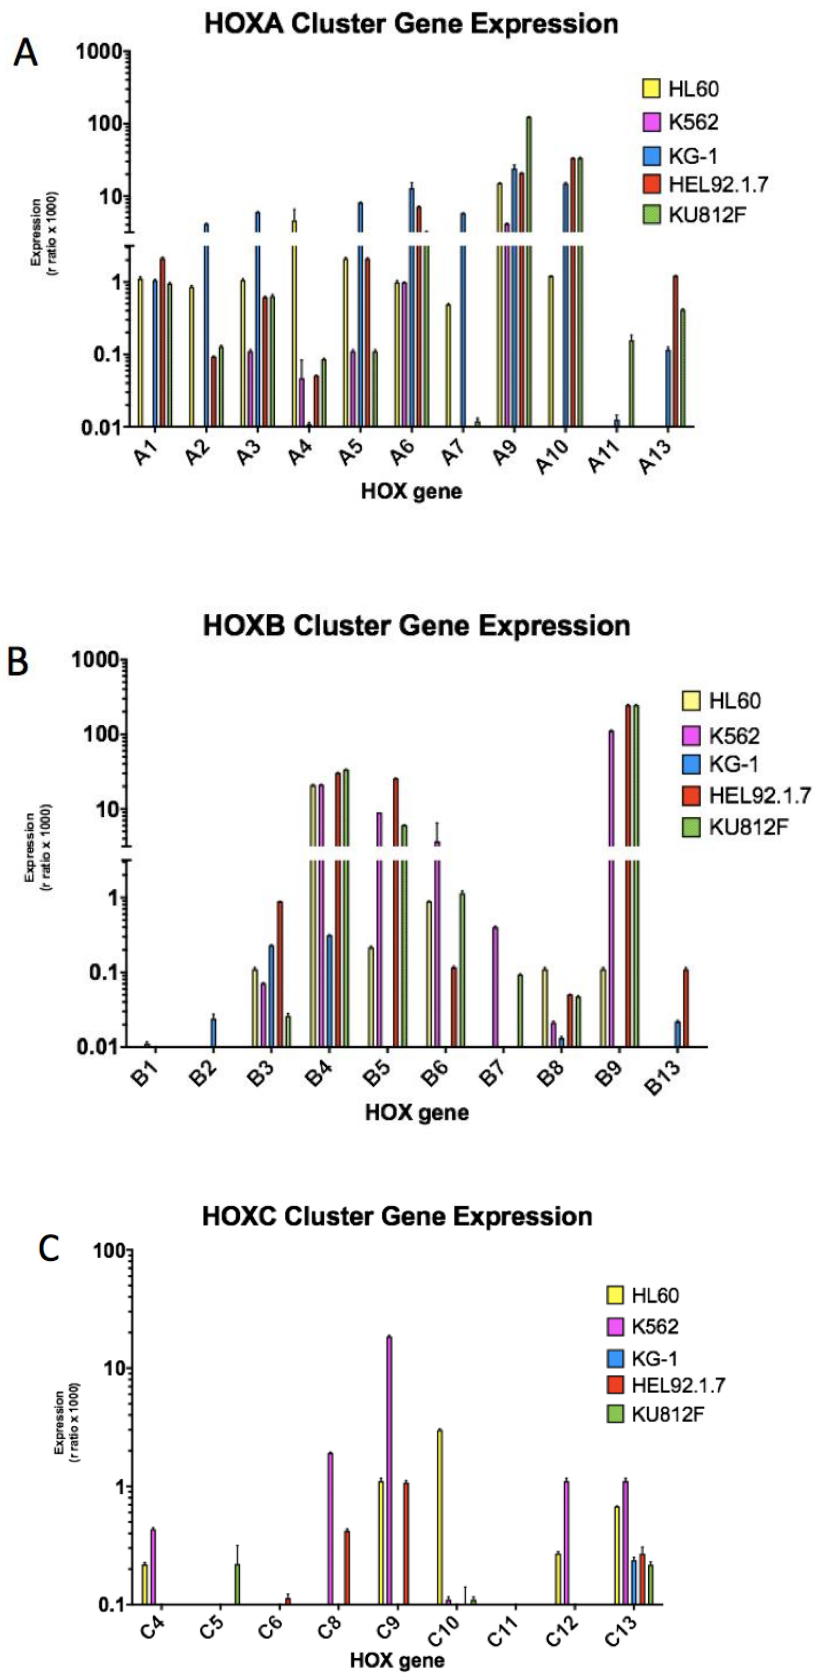 HOXA Cluster Gene Expression
A
1000
100
10
1
0.1
0.01
Expression
(r ratio x 1000)
HL60
K562
KG-1
HEL92.1.7
KU812F
A1 A2 A3 A4 A5 A6 A7 A9 A10 A11 A13
HOX gene
HOXB Cluster Gene Expression
B
1000
100
10
1
0.1
0.01
Expression
(r ratio x 1000)
HL60
K562
KG-1
HEL92.1.7
KU812F
B1 B2 B3 B4 B5 B6 B7 B8 B9 B13
HOX gene
HOXC Cluster Gene Expression
C
100
10
1
0.1
Expression
(r ratio x 1000)
HL60
K562
KG-1
HEL92.1.7
KU812F
C4 C5 C6 C8 C9 C10 C11 C12 C13
HOX gene